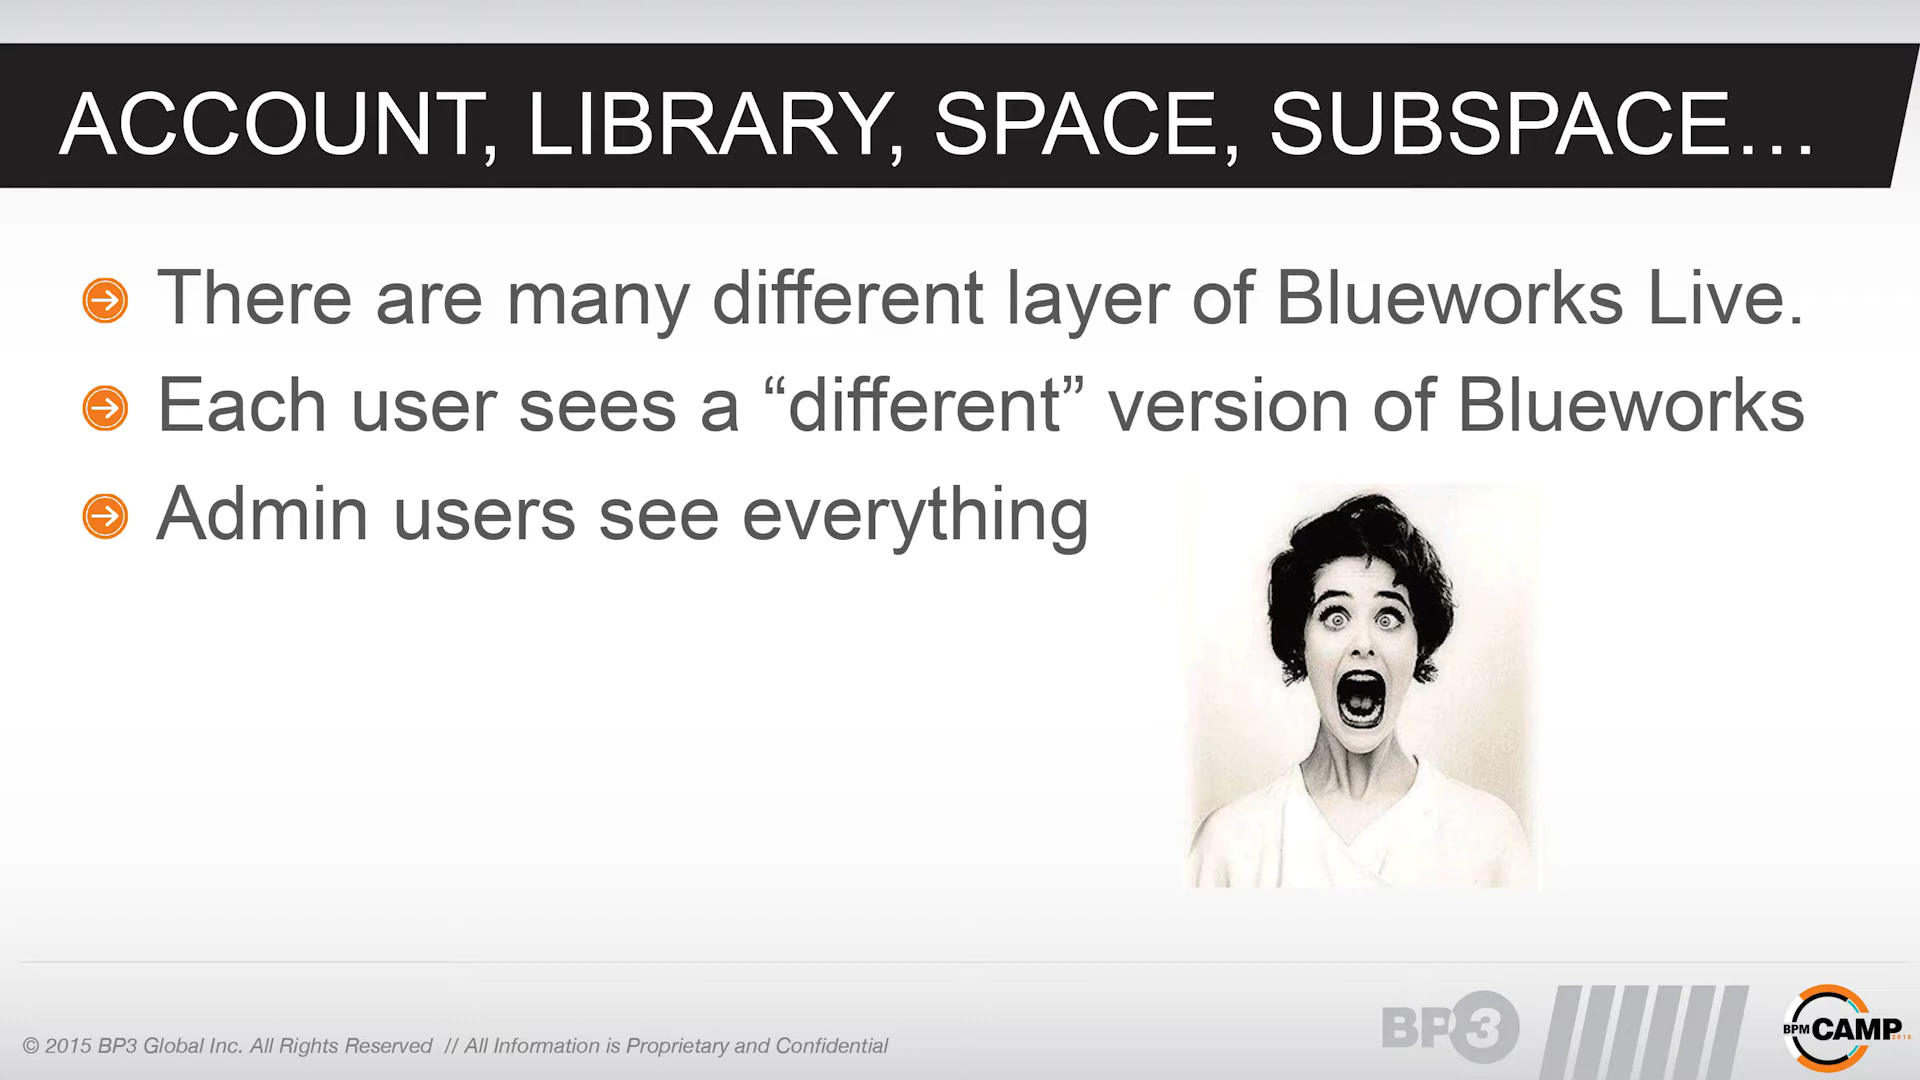 ACCOUNT, LIBRARY, SPACE, SUBSPACE…
There are many different layer of Blueworks Live.
Each user sees a “different” version of Blueworks
Admin users see everything
© 2015 BP3 Global Inc. All Rights Reserved // All Information is Proprietary and Confidential
BP3
BPM CAMP 2015